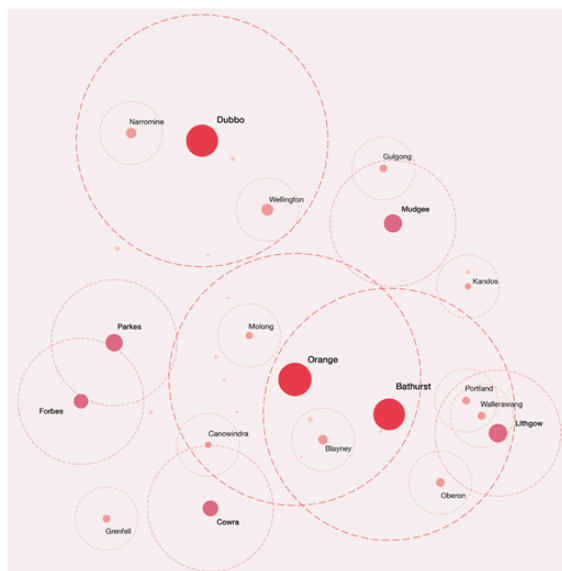 Dubbo
Narromine
Gulgong
Wellington
Mudgee
Kandos
Parkes
Molong
Orange
Bathurst
Portland
Wallerawang
Forbes
Lithgow
Canowindra
Blayney
Oberon
Cowra
Grenfell